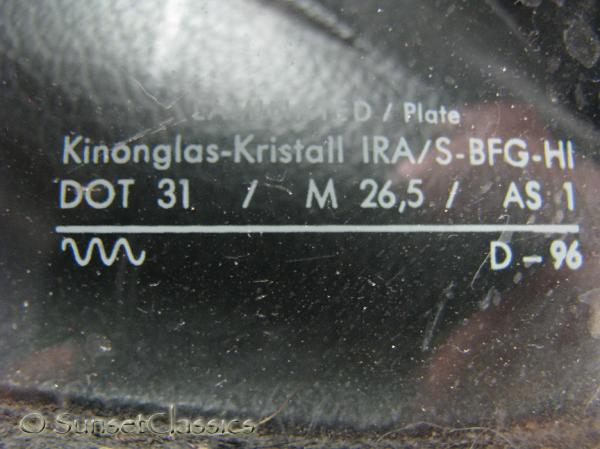 / Plate
Kinonglas-Kristall IRA/S-BFG-HI
DOT 31 / M 26,5 / AS 1
D-96
© SunsetClassics